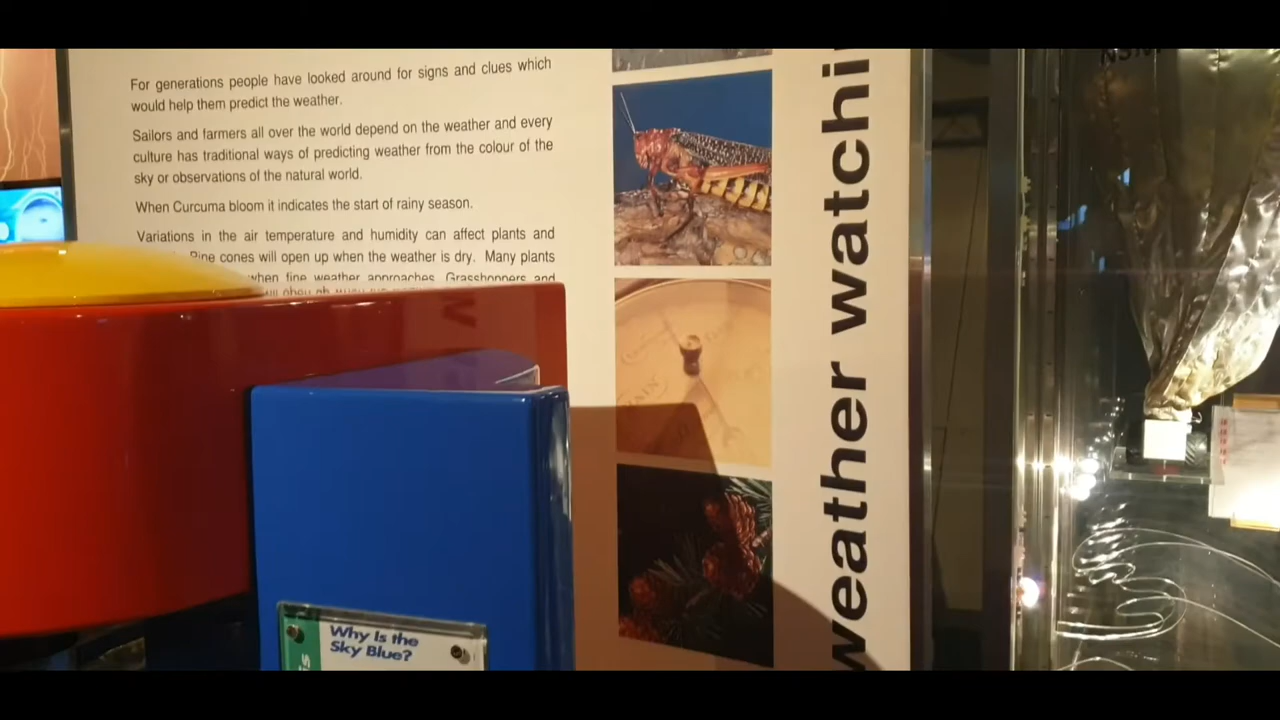 For generations people have looked around for signs and clues which
would help them predict the weather.
Sailors and farmers all over the world depend on the weather and every
culture has traditional ways of predicting weather from the colour of the
sky or observations of the natural world.
When Curcuma bloom it indicates the start of rainy season.
Variations in the air temperature and humidity can affect plants and
Pine cones will open up when the weather is dry. Many plants
when fine weather approaches. Grasshoppers and
weather watchi
NSM
RAIN
Why Is the
Sky Blue?